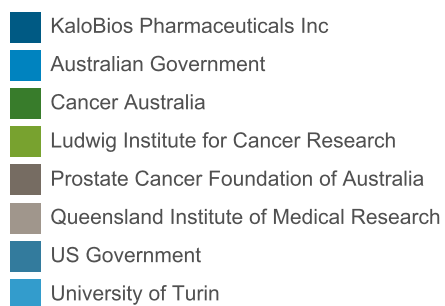 KaloBios Pharmaceuticals Inc
Australian Government
Cancer Australia
Ludwig Institute for Cancer Research
Prostate Cancer Foundation of Australia
Queensland Institute of Medical Research
US Government
University of Turin